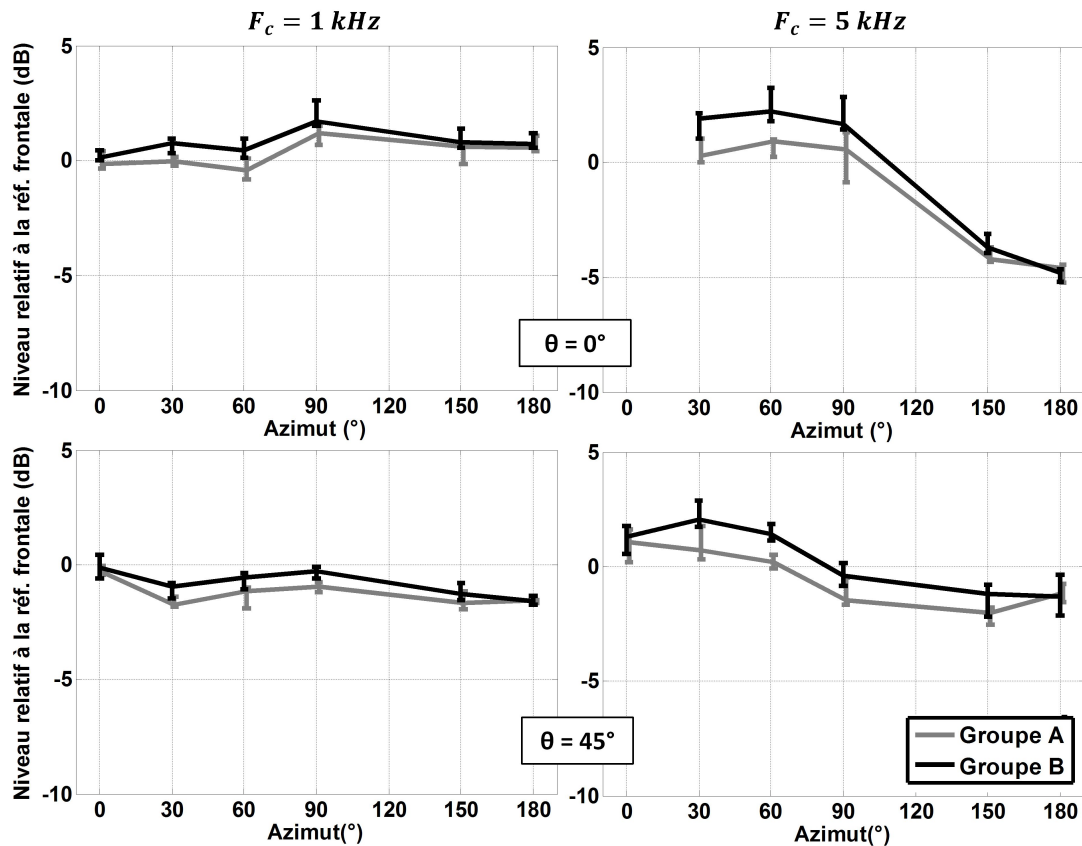 F_c = 1 kHz
F_c = 5 kHz
Niveau relatif à la réf. frontale (dB)
5
0
-5
-10
0 30 60 90 120 150 180
Azimut (°)
5
0
-5
-10
0 30 60 90 120 150 180
Azimut (°)
θ = 0°
Niveau relatif à la réf. frontale (dB)
5
0
-5
-10
0 30 60 90 120 150 180
Azimut(°)
5
0
-5
-10
0 30 60 90 120 150 180
Azimut(°)
θ = 45°
Groupe A
Groupe B